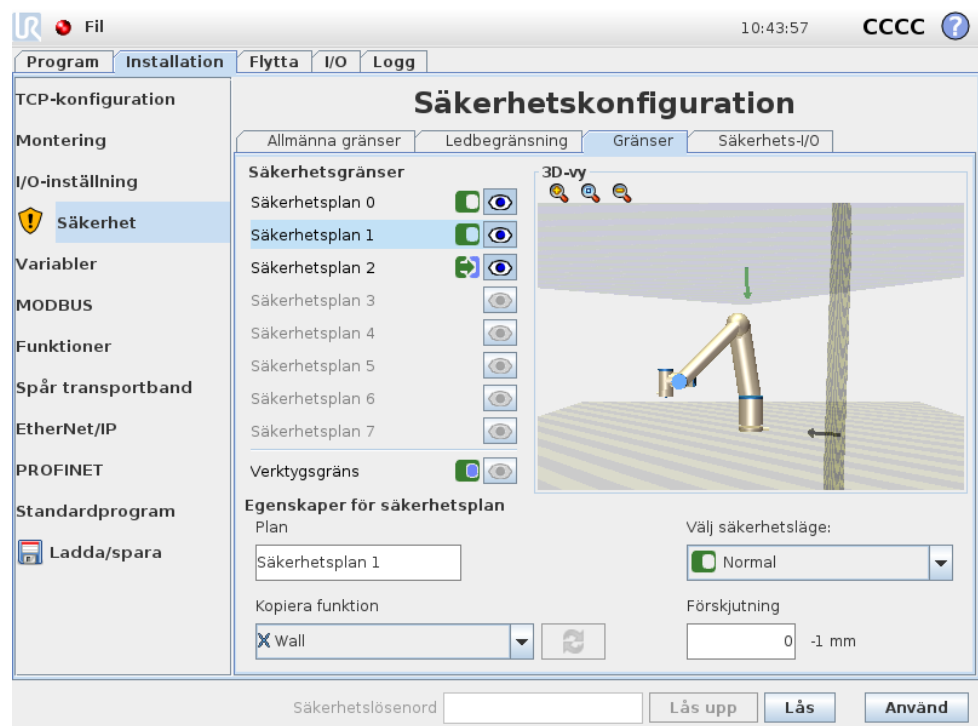 UR Fil 10:43:57 CCCC ?
Program Installation Flytta I/O Logg
TCP-konfiguration
Montering
I/O-inställning
Säkerhet
Variabler
MODBUS
Funktioner
Spår transportband
EtherNet/IP
PROFINET
Standardprogram
Ladda/spara
Säkerhetskonfiguration
Allmänna gränser Ledbegränsning Gränser Säkerhets-I/O
Säkerhetsgränser
Säkerhetsplan 0
Säkerhetsplan 1
Säkerhetsplan 2
Säkerhetsplan 3
Säkerhetsplan 4
Säkerhetsplan 5
Säkerhetsplan 6
Säkerhetsplan 7
Verktygsgräns
3D-vy
Egenskaper för säkerhetsplan
Plan
Säkerhetsplan 1
Kopiera funktion
Wall
Välj säkerhetsläge:
Normal
Förskjutning
0 -1 mm
Säkerhetslösenord Lås upp Lås Använd